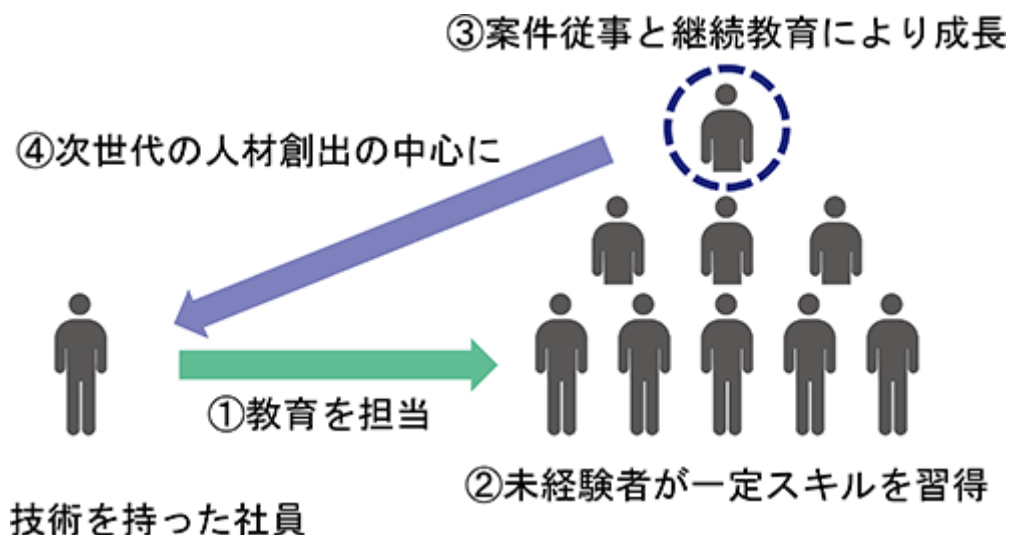 ③案件従事と継続教育により成長
④次世代の人材創出の中心に
①教育を担当
②未経験者が一定スキルを習得
技術を持った社員